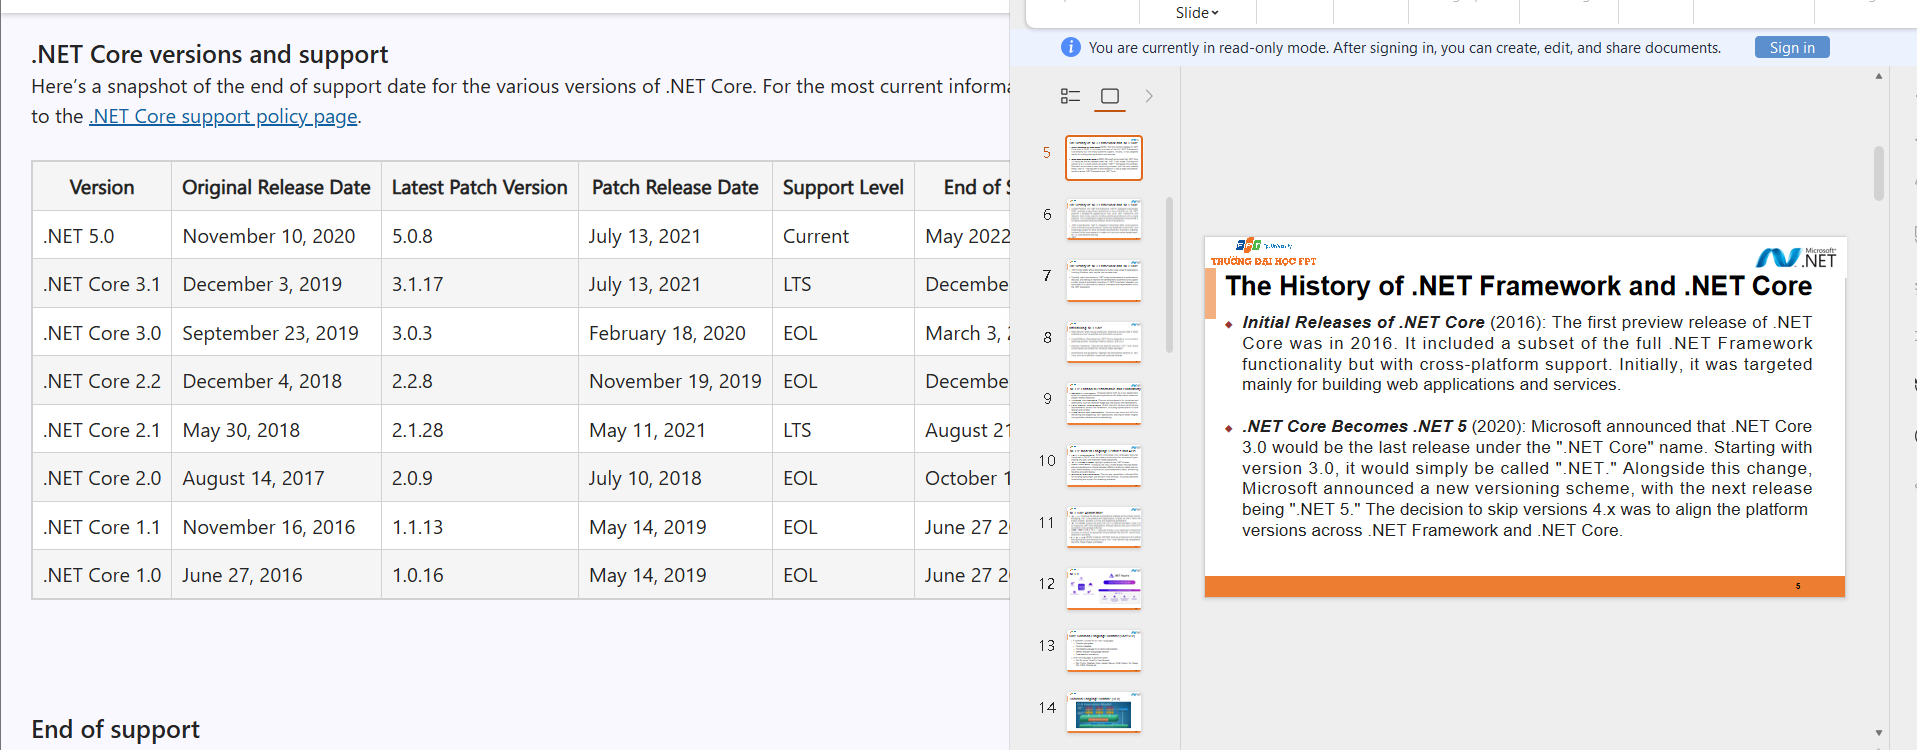 .NET Core versions and support
Here's a snapshot of the end of support date for the various versions of .NET Core. For the most current
to the .NET Core support policy page.
Version Original Release Date Latest Patch Version Patch Release Date Support Level End of
.NET 5.0 November 10, 2020 5.0.8 July 13, 2021 Current May 2022
.NET Core 3.1 December 3, 2019 3.1.17 July 13, 2021 LTS
.NET Core 3.0 September 23, 2019 3.0.3 February 18, 2020 EOL March 3,
.NET Core 2.2 December 4, 2018 2.2.8 November 19, 2019 EOL
.NET Core 2.1 May 30, 2018 2.1.28 May 11, 2021 LTS August 21
.NET Core 2.0 August 14, 2017 2.0.9 July 10, 2018 EOL October 1
.NET Core 1.1 November 16, 2016 1.1.13 May 14, 2019 EOL June 27
.NET Core 1.0 June 27, 2016 1.0.16 May 14, 2019 EOL June 27
End of support
Slide
You are currently in read-only mode. After signing in, you can create, edit, and share documents.
Sign in
5
6
7
8
9
10
11
12
13
14
FPT Fpt University
TRƯỜNG ĐẠI HỌC FPT
Microsoft
.NET
The History of .NET Framework and .NET Core
Initial Releases of .NET Core (2016): The first preview release of .NET
Core was in 2016. It included a subset of the full .NET Framework
functionality but with cross-platform support. Initially, it was targeted
mainly for building web applications and services.
.NET Core Becomes .NET 5 (2020): Microsoft announced that .NET Core
3.0 would be the last release under the ".NET Core" name. Starting with
version 3.0, it would simply be called ".NET." Alongside this change,
Microsoft announced a new versioning scheme, with the next release
being ".NET 5." The decision to skip versions 4.x was to align the platform
versions across .NET Framework and .NET Core.
5